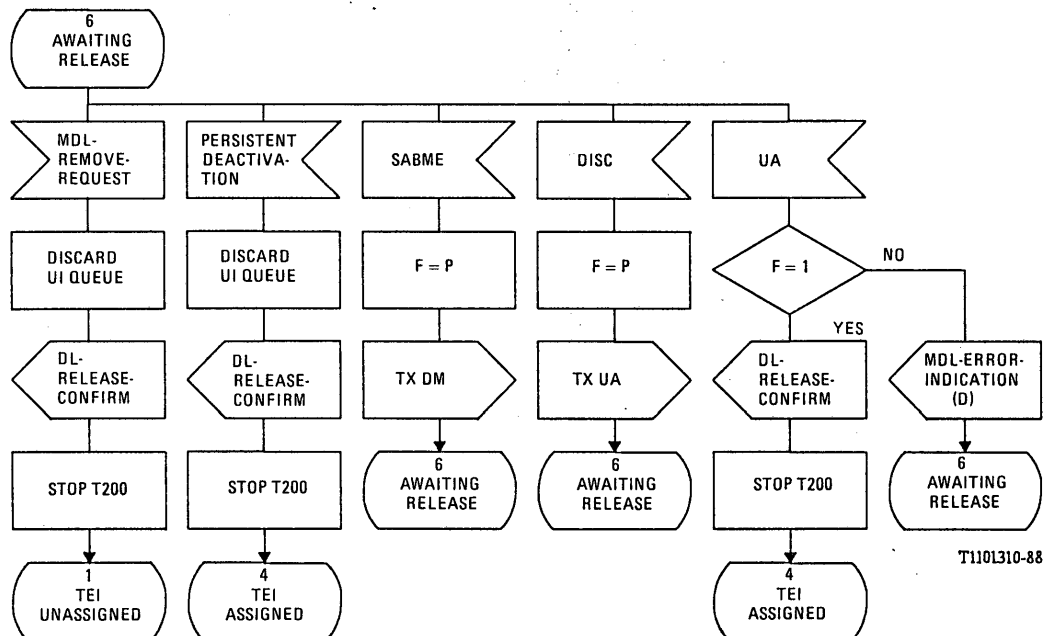 6
AWAITING
RELEASE
MDL-
REMOVE-
REQUEST
PERSISTENT
DEACTIVA-
TION
SABME
DISC
UA
DISCARD
UI QUEUE
DISCARD
UI QUEUE
F = P
F = P
F = 1
NO
YES
DL-
RELEASE-
CONFIRM
DL-
RELEASE-
CONFIRM
TX DM
TX UA
DL-
RELEASE-
CONFIRM
MDL-ERROR-
INDICATION
(D)
STOP T200
STOP T200
6
AWAITING
RELEASE
6
AWAITING
RELEASE
STOP T200
6
AWAITING
RELEASE
T1101310-88
1
TEI
UNASSIGNED
4
TEI
ASSIGNED
4
TEI
ASSIGNED